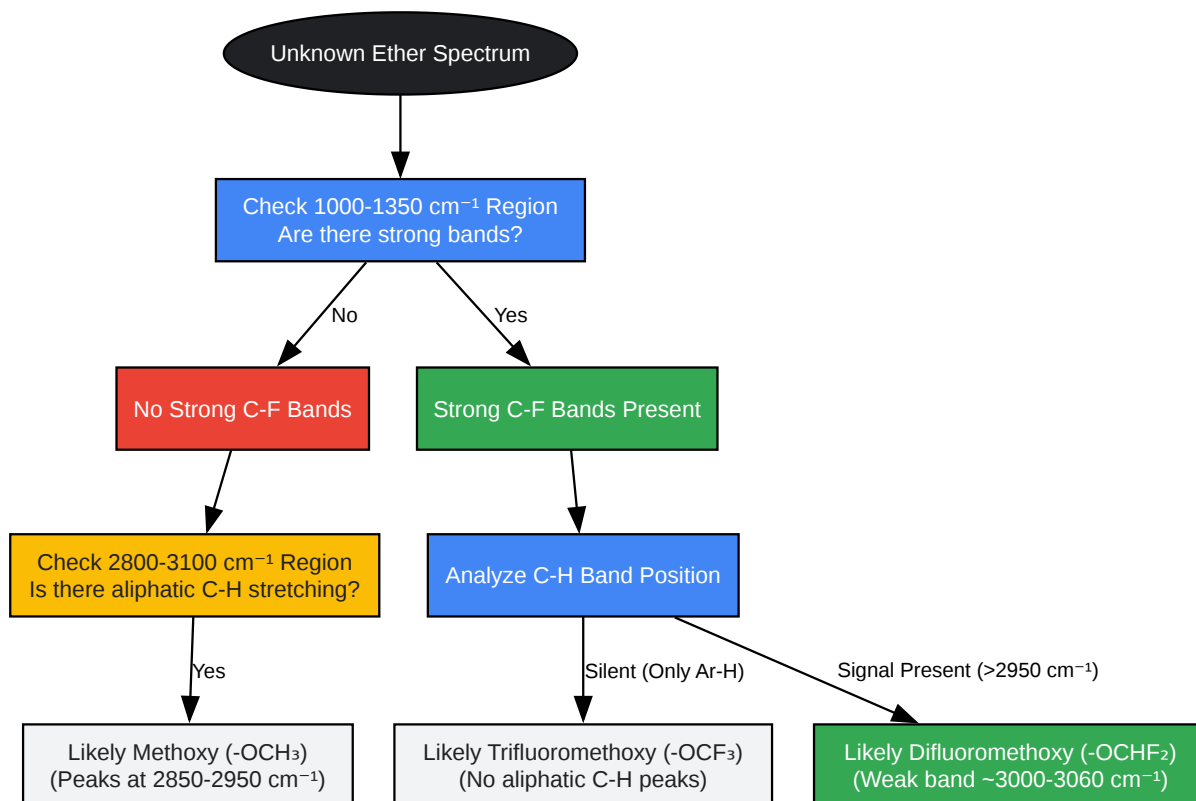 Unknown Ether Spectrum
Check 1000-1350 cm⁻¹ Region
Are there strong bands?
No
Yes
No Strong C-F Bands
Strong C-F Bands Present
Check 2800-3100 cm⁻¹ Region
Is there aliphatic C-H stretching?
Analyze C-H Band Position
Yes
Silent (Only Ar-H)
Signal Present (>2950 cm⁻¹)
Likely Methoxy (-OCH₃)
(Peaks at 2850-2950 cm⁻¹)
Likely Trifluoromethoxy (-OCF₃)
(No aliphatic C-H peaks)
Likely Difluoromethoxy (-OCHF₂)
(Weak band ~3000-3060 cm⁻¹)